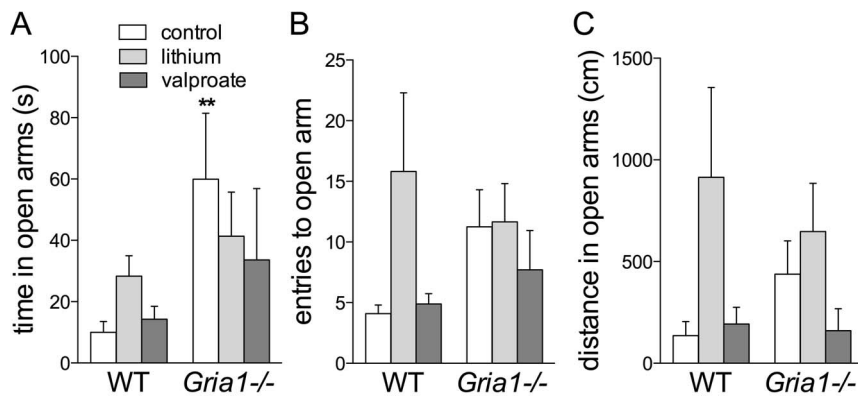 A
control
lithium
valproate
time in open arms (s)
100
80
60
40
20
0
**
WT
Gria1-/-
B
entries to open arm
25
20
15
10
5
0
WT
Gria1-/-
C
distance in open arms (cm)
1500
1000
500
0
WT
Gria1-/-